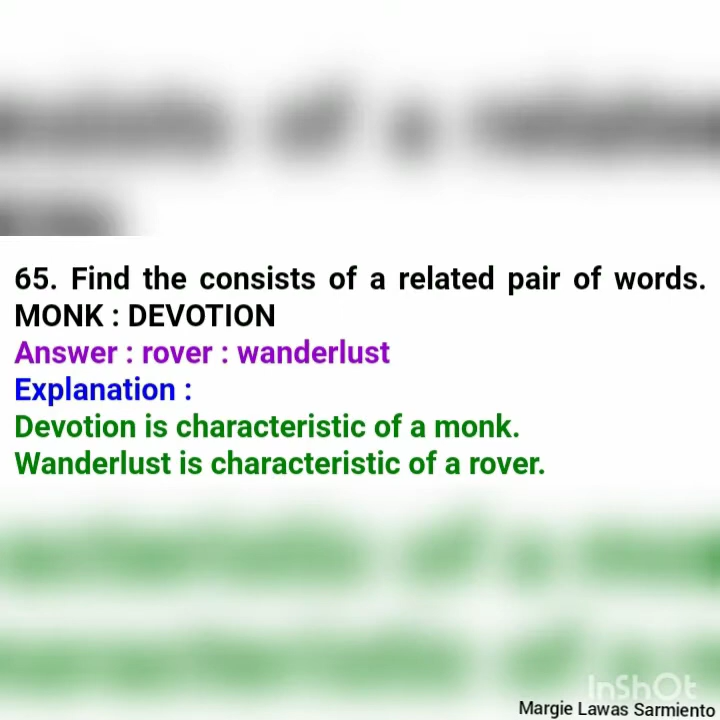 65. Find the consists of a related pair of words.
MONK : DEVOTION
Answer : rover : wanderlust
Explanation :
Devotion is characteristic of a monk.
Wanderlust is characteristic of a rover.
InShOt
Margie Lawas Sarmiento